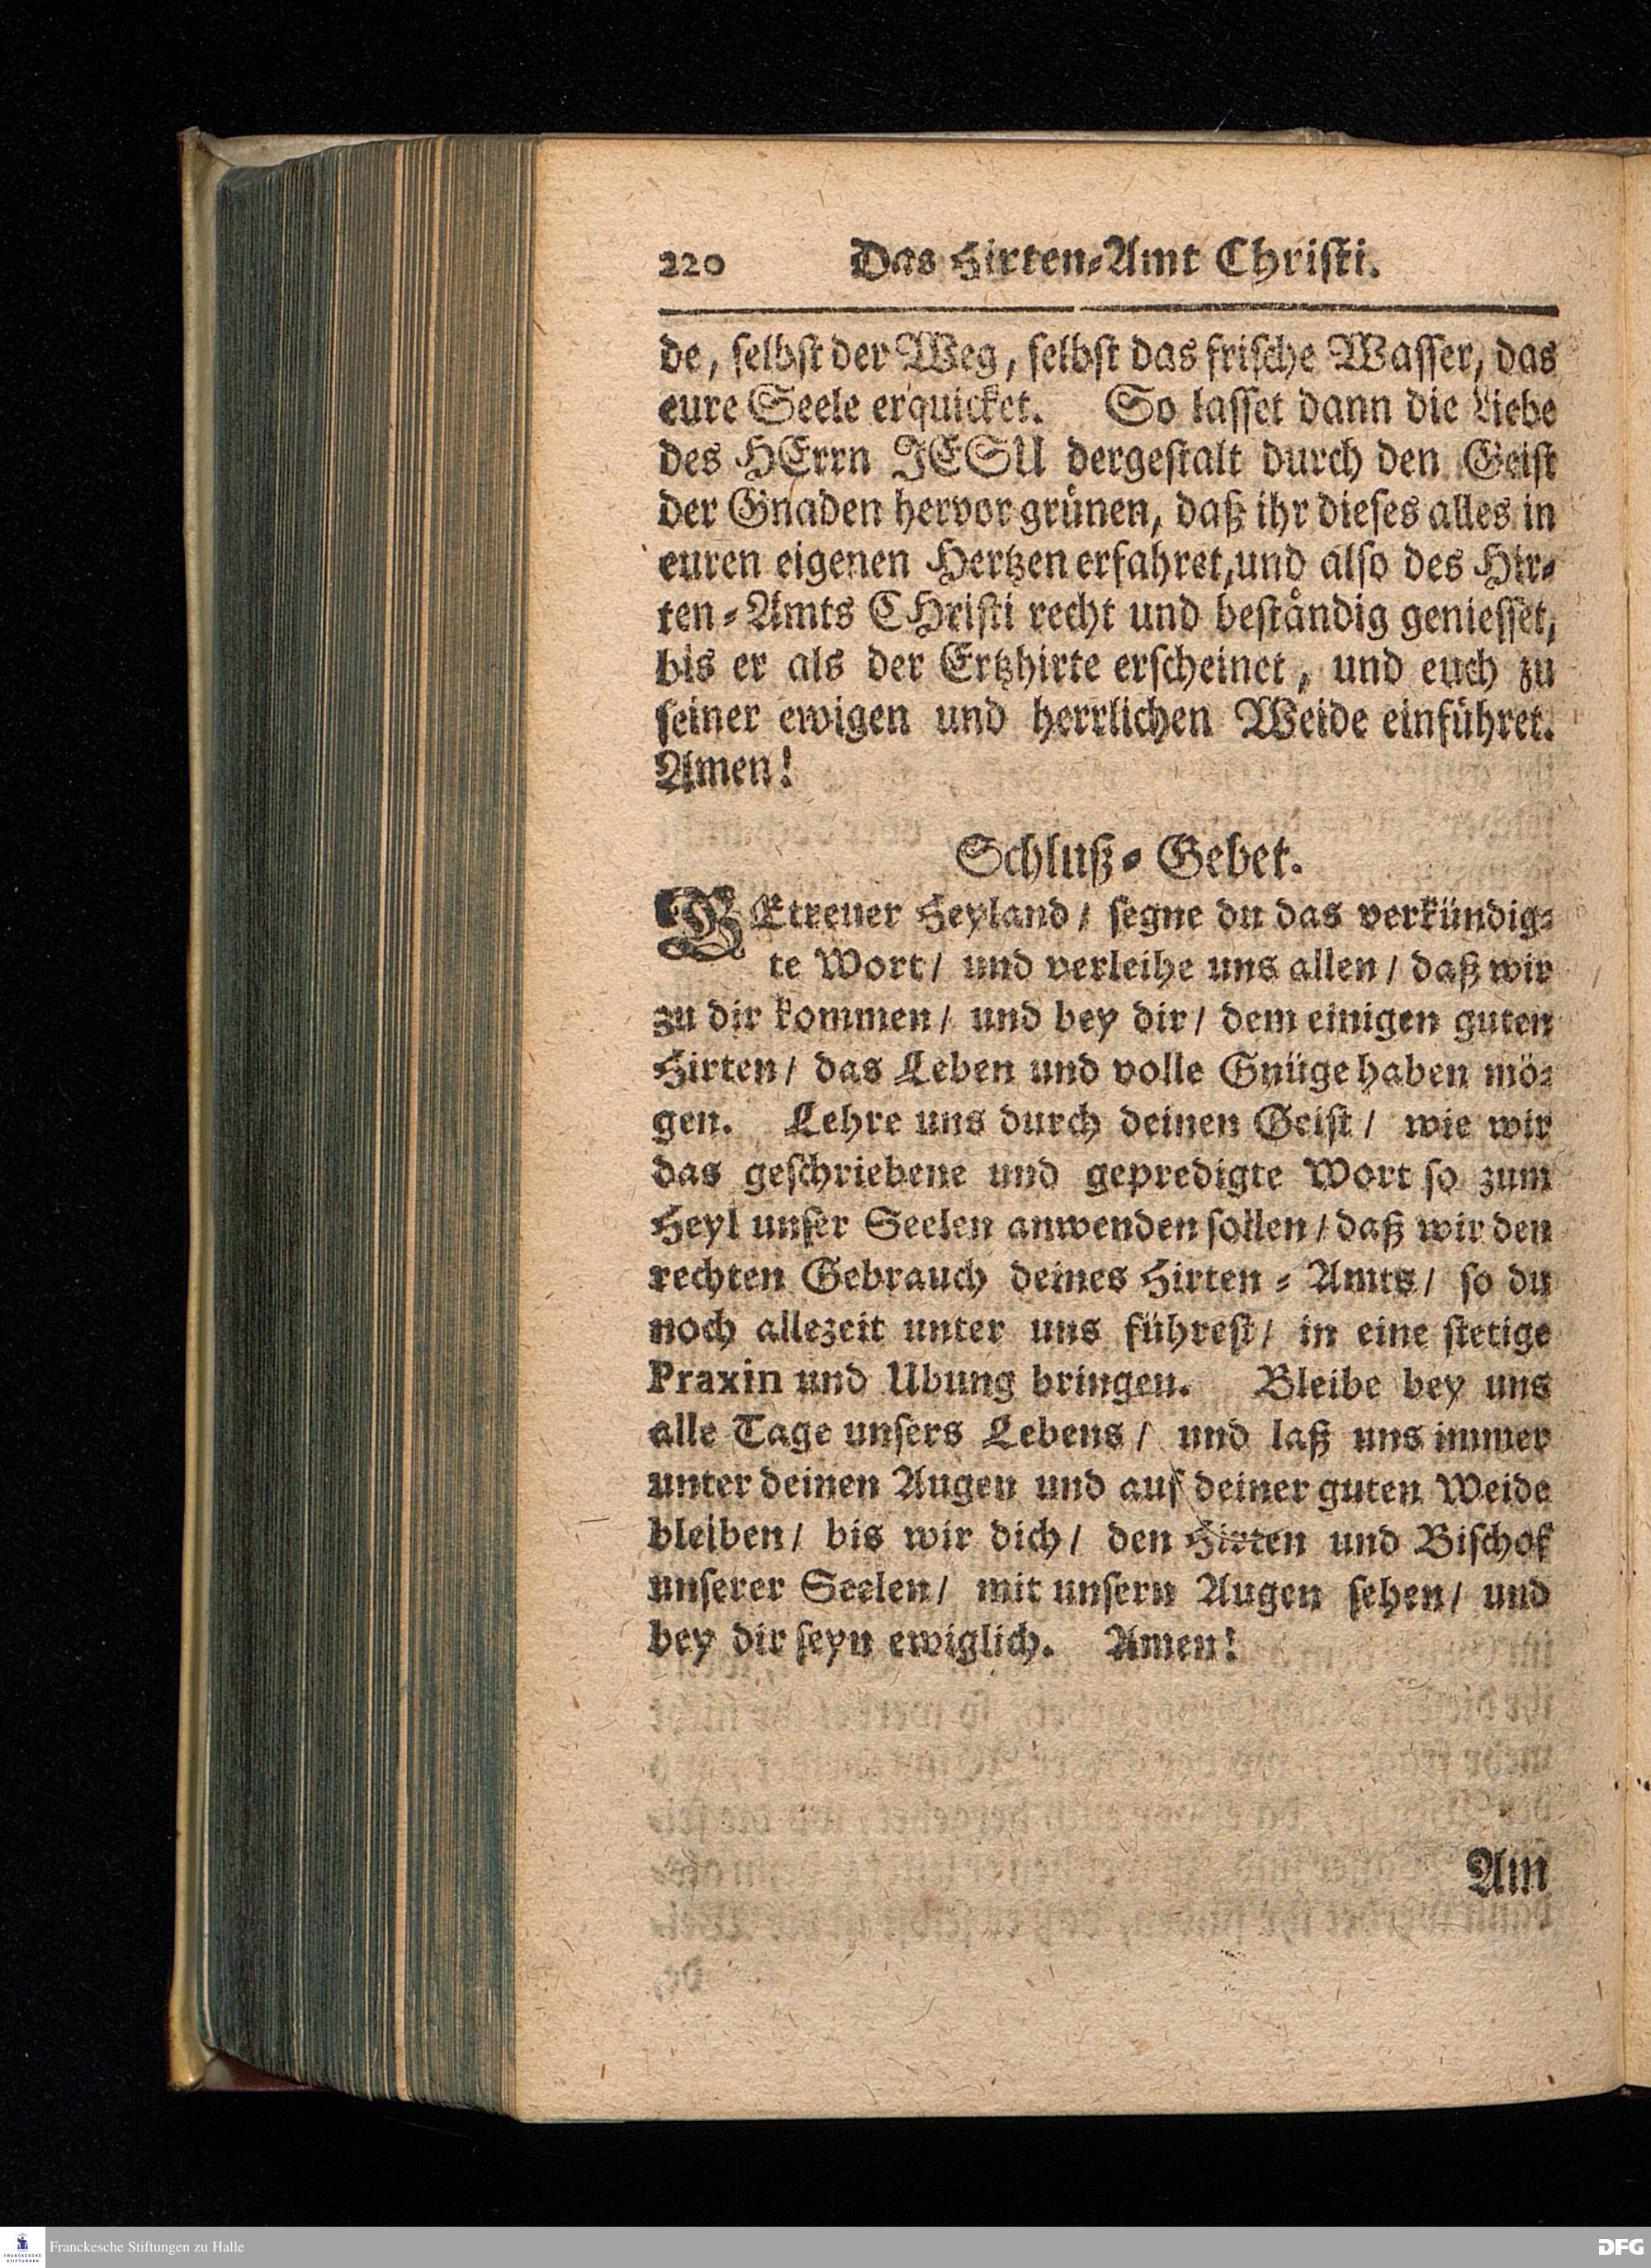 220 Das Hirten-Amt Christi.
de, selbst der Weg, selbst das frische Wasser, das
eure Seele erquicket. So lasset dann die Liebe
des HErrn JESU dergestalt durch den Geist
der Gnaden hervor grünen, daß ihr dieses alles in
euren eigenen Hertzen erfahret, und also des Hir-
ten-Amts CHristi recht und beständig geniesset,
bis er als der Ertzhirte erscheinet, und euch zu
seiner ewigen und herrlichen Weide einführet.
Amen!
Schluß-Gebet.
GEtreuer Heyland / segne du das verkündig-
te Wort / und verleihe uns allen / daß wir
zu dir kommen / und bey dir / dem einigen guten
Hirten / das Leben und volle Gnüge haben mö-
gen. Lehre uns durch deinen Geist / wie wir
das geschriebene und gepredigte Wort so zum
Heyl unser Seelen anwenden sollen / daß wir den
rechten Gebrauch deines Hirten-Amts / so du
noch allezeit unter uns führest / in eine stetige
Praxin und Ubung bringen. Bleibe bey uns
alle Tage unsers Lebens / und laß uns immer
unter deinen Augen und auf deiner guten Weide
bleiben / bis wir dich / den Hirten und Bischof
unserer Seelen / mit unsern Augen sehen / und
bey dir seyn ewiglich. Amen!
Am
FRANCKESCHE STIFTUNGEN
Franckesche Stiftungen zu Halle
DFG